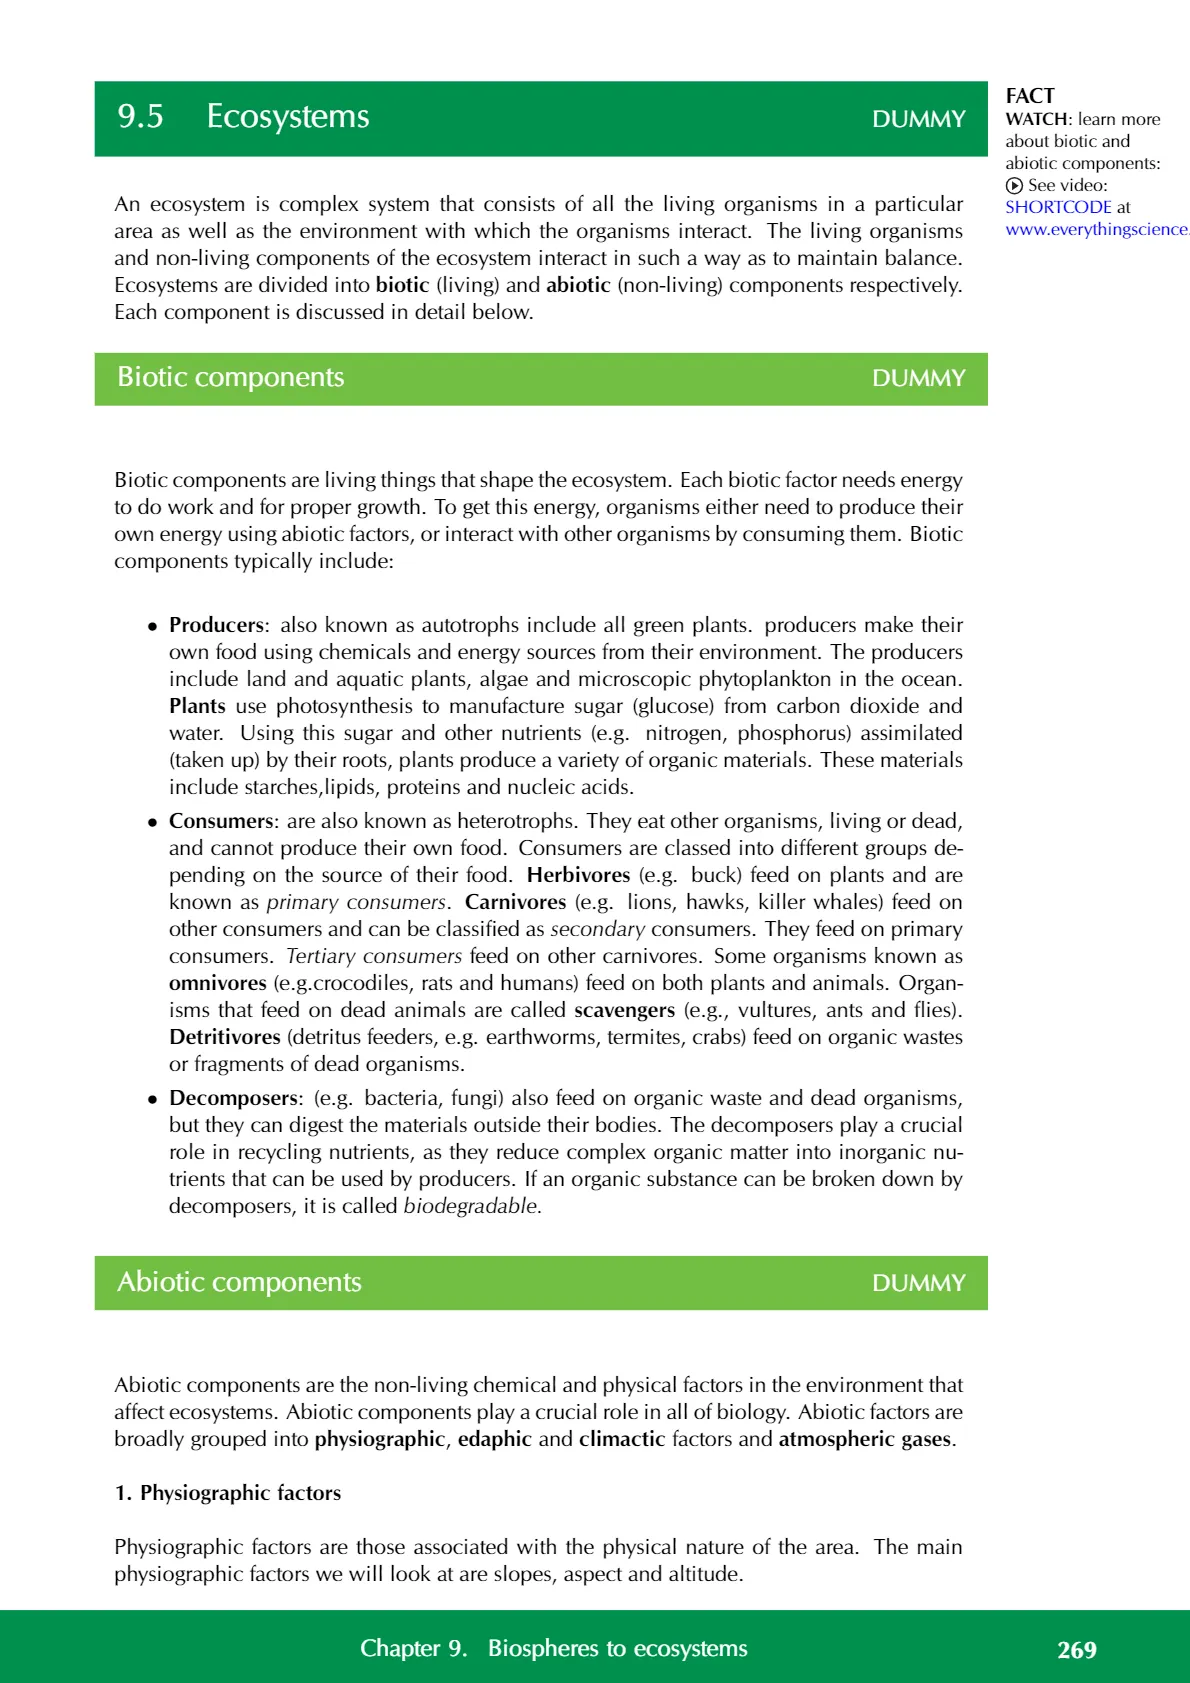 9.5 Ecosystems DUMMY
FACT
WATCH: learn more
about biotic and
abiotic components:
See video:
SHORTCODE at
www.everythingscience.
An ecosystem is complex system that consists of all the living organisms in a particular
area as well as the environment with which the organisms interact. The living organisms
and non-living components of the ecosystem interact in such a way as to maintain balance.
Ecosystems are divided into biotic (living) and abiotic (non-living) components respectively.
Each component is discussed in detail below.
Biotic components DUMMY
Biotic components are living things that shape the ecosystem. Each biotic factor needs energy
to do work and for proper growth. To get this energy, organisms either need to produce their
own energy using abiotic factors, or interact with other organisms by consuming them. Biotic
components typically include:
• Producers: also known as autotrophs include all green plants. producers make their
own food using chemicals and energy sources from their environment. The producers
include land and aquatic plants, algae and microscopic phytoplankton in the ocean.
Plants use photosynthesis to manufacture sugar (glucose) from carbon dioxide and
water. Using this sugar and other nutrients (e.g. nitrogen, phosphorus) assimilated
(taken up) by their roots, plants produce a variety of organic materials. These materials
include starches,lipids, proteins and nucleic acids.
• Consumers: are also known as heterotrophs. They eat other organisms, living or dead,
and cannot produce their own food. Consumers are classed into different groups de-
pending on the source of their food. Herbivores (e.g. buck) feed on plants and are
known as primary consumers. Carnivores (e.g. lions, hawks, killer whales) feed on
other consumers and can be classified as secondary consumers. They feed on primary
consumers. Tertiary consumers feed on other carnivores. Some organisms known as
omnivores (e.g.crocodiles, rats and humans) feed on both plants and animals. Organ-
isms that feed on dead animals are called scavengers (e.g., vultures, ants and flies).
Detritivores (detritus feeders, e.g. earthworms, termites, crabs) feed on organic wastes
or fragments of dead organisms.
• Decomposers: (e.g. bacteria, fungi) also feed on organic waste and dead organisms,
but they can digest the materials outside their bodies. The decomposers play a crucial
role in recycling nutrients, as they reduce complex organic matter into inorganic nu-
trients that can be used by producers. If an organic substance can be broken down by
decomposers, it is called biodegradable.
Abiotic components DUMMY
Abiotic components are the non-living chemical and physical factors in the environment that
affect ecosystems. Abiotic components play a crucial role in all of biology. Abiotic factors are
broadly grouped into physiographic, edaphic and climactic factors and atmospheric gases.
1. Physiographic factors
Physiographic factors are those associated with the physical nature of the area. The main
physiographic factors we will look at are slopes, aspect and altitude.
Chapter 9. Biospheres to ecosystems 269